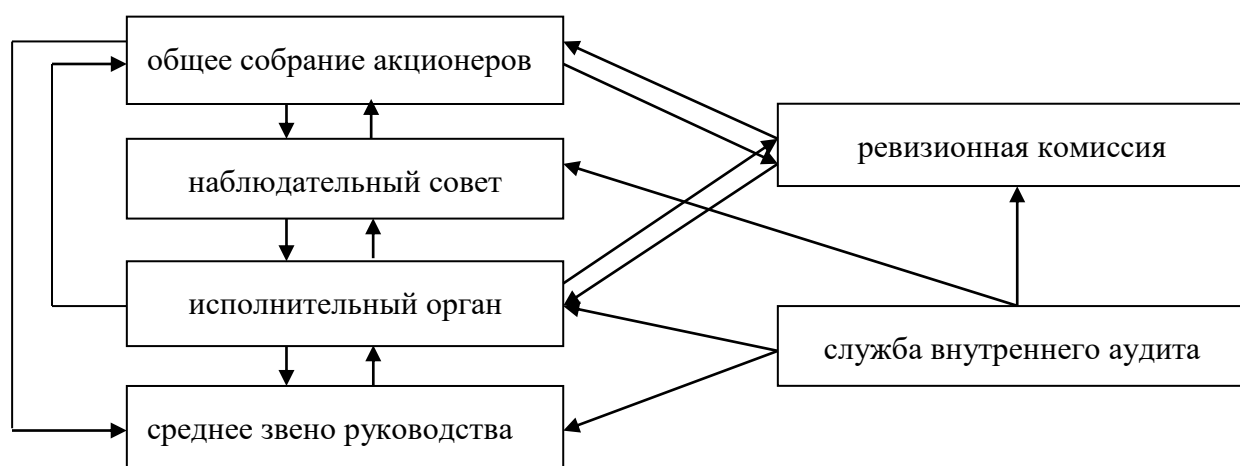 общее собрание акционеров
ревизионная комиссия
наблюдательный совет
исполнительный орган
служба внутреннего аудита
среднее звено руководства